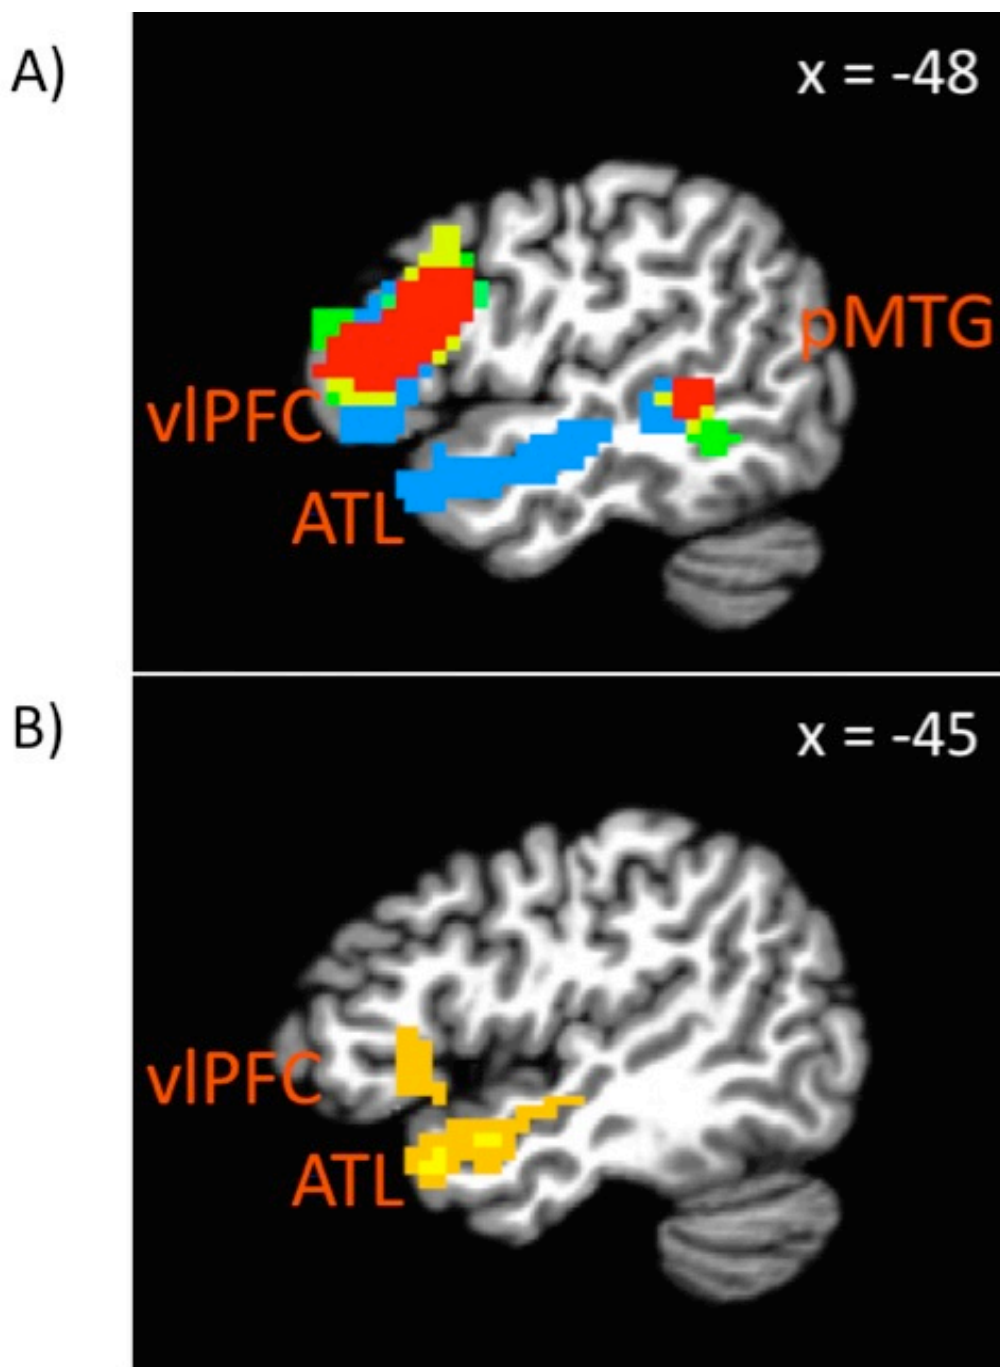 A)
x = -48
pMTG
vlPFC
ATL
B)
x = -45
vlPFC
ATL